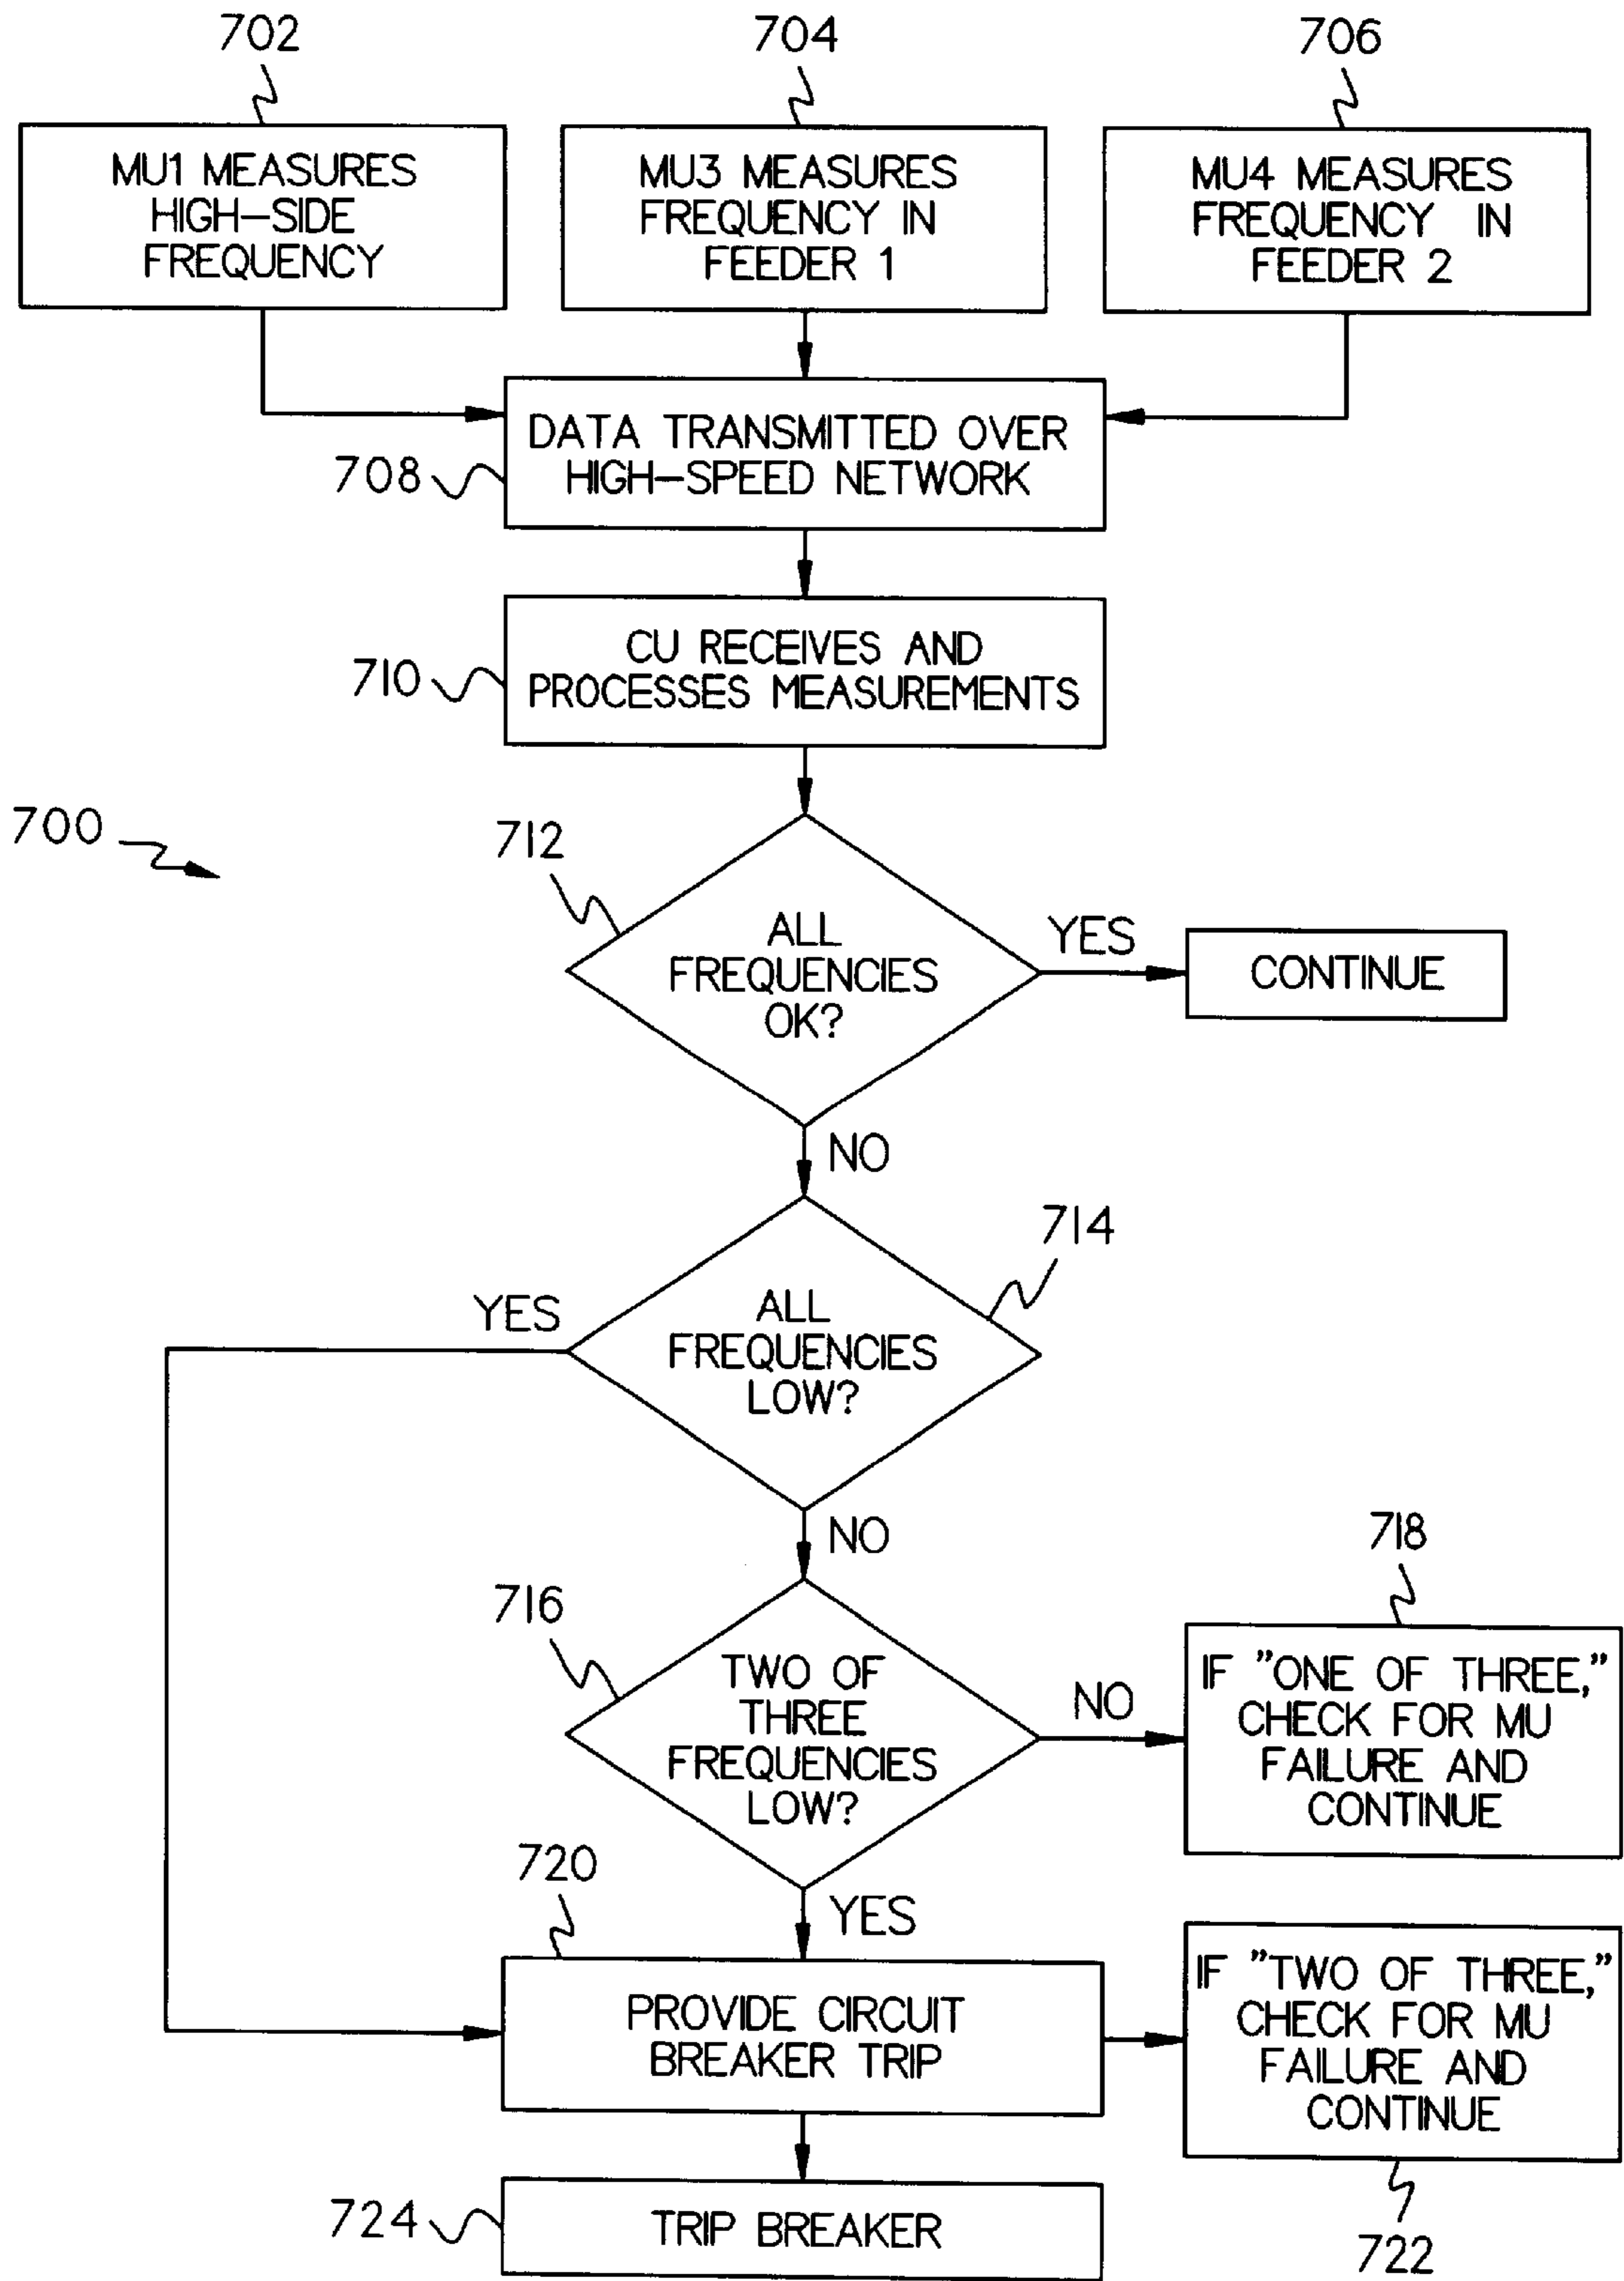 702
704
706
MU1 MEASURES
HIGH-SIDE
FREQUENCY
MU3 MEASURES
FREQUENCY IN
FEEDER 1
MU4 MEASURES
FREQUENCY IN
FEEDER 2
DATA TRANSMITTED OVER
HIGH-SPEED NETWORK
708
CU RECEIVES AND
PROCESSES MEASUREMENTS
710
700
712
ALL
FREQUENCIES
OK?
YES
CONTINUE
NO
714
YES
ALL
FREQUENCIES
LOW?
NO
716
TWO OF
THREE
FREQUENCIES
LOW?
NO
718
IF "ONE OF THREE,"
CHECK FOR MU
FAILURE AND
CONTINUE
YES
720
PROVIDE CIRCUIT
BREAKER TRIP
IF "TWO OF THREE,"
CHECK FOR MU
FAILURE AND
CONTINUE
722
724
TRIP BREAKER